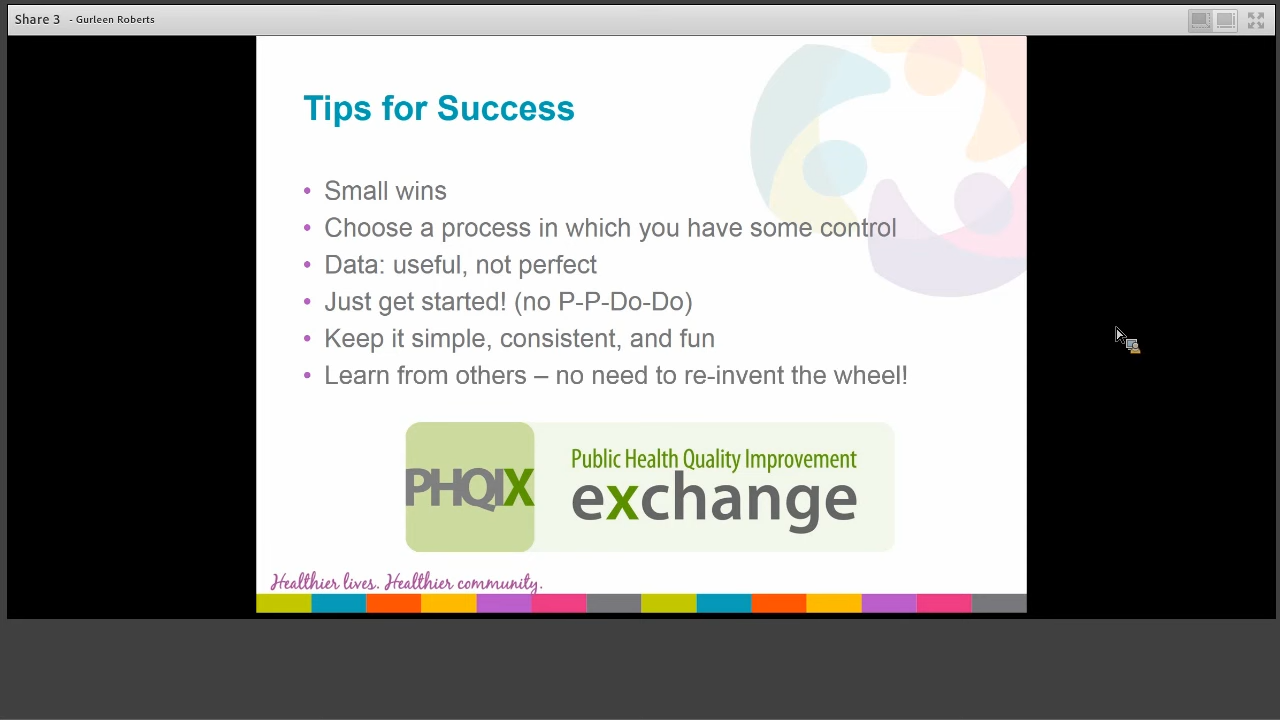 Share 3 - Gurleen Roberts
Tips for Success
• Small wins
• Choose a process in which you have some control
• Data: useful, not perfect
• Just get started! (no P-P-Do-Do)
• Keep it simple, consistent, and fun
• Learn from others – no need to re-invent the wheel!
PHQIX
Public Health Quality Improvement
exchange
Healthier lives. Healthier community.